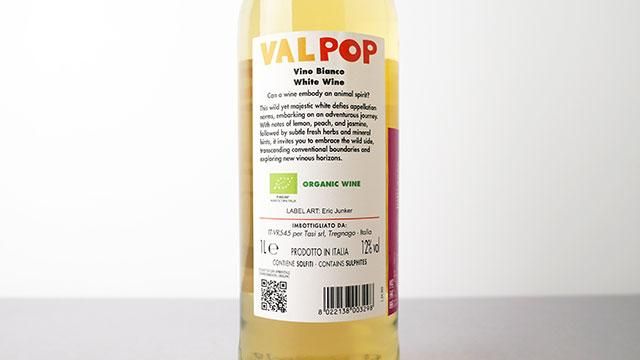 VALPOP
Vino Bianco
White Wine
Can a wine embody an animal spirit?
This wild yet majestic white defies appellation
norms, embarking on an adventurous journey.
With notes of lemon, peach, and jasmine,
followed by subtle fresh herbs and mineral
hints, it invites you to embrace the wild side,
transcending conventional boundaries and
exploring new vinous horizons.
ORGANIC WINE
LABEL ART: Eric Junker
IMBOTTIGLIATO DA:
IT-VR545 per Tasi srl, Tregnago - Italia
1L e PRODOTTO IN ITALIA 12% vol
CONTIENE SOLFITI - CONTAINS SULPHITES
8 022138 003298